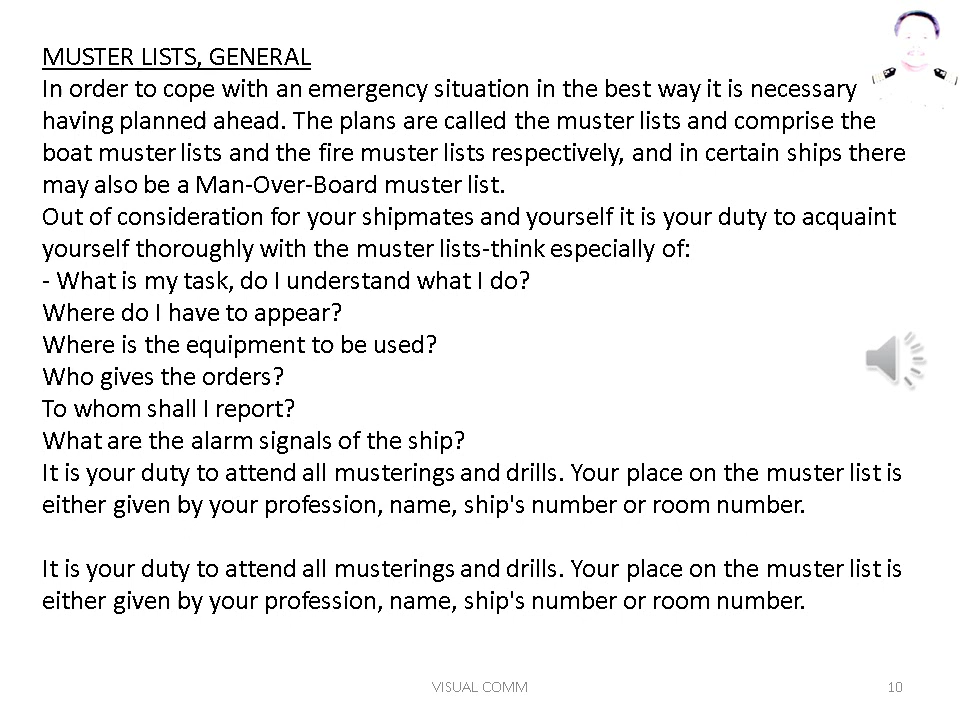 MUSTER LISTS, GENERAL
In order to cope with an emergency situation in the best way it is necessary
having planned ahead. The plans are called the muster lists and comprise the
boat muster lists and the fire muster lists respectively, and in certain ships there
may also be a Man-Over-Board muster list.
Out of consideration for your shipmates and yourself it is your duty to acquaint
yourself thoroughly with the muster lists-think especially of:
- What is my task, do I understand what I do?
Where do I have to appear?
Where is the equipment to be used?
Who gives the orders?
To whom shall I report?
What are the alarm signals of the ship?
It is your duty to attend all musterings and drills. Your place on the muster list is
either given by your profession, name, ship's number or room number.
It is your duty to attend all musterings and drills. Your place on the muster list is
either given by your profession, name, ship's number or room number.
VISUAL COMM
10